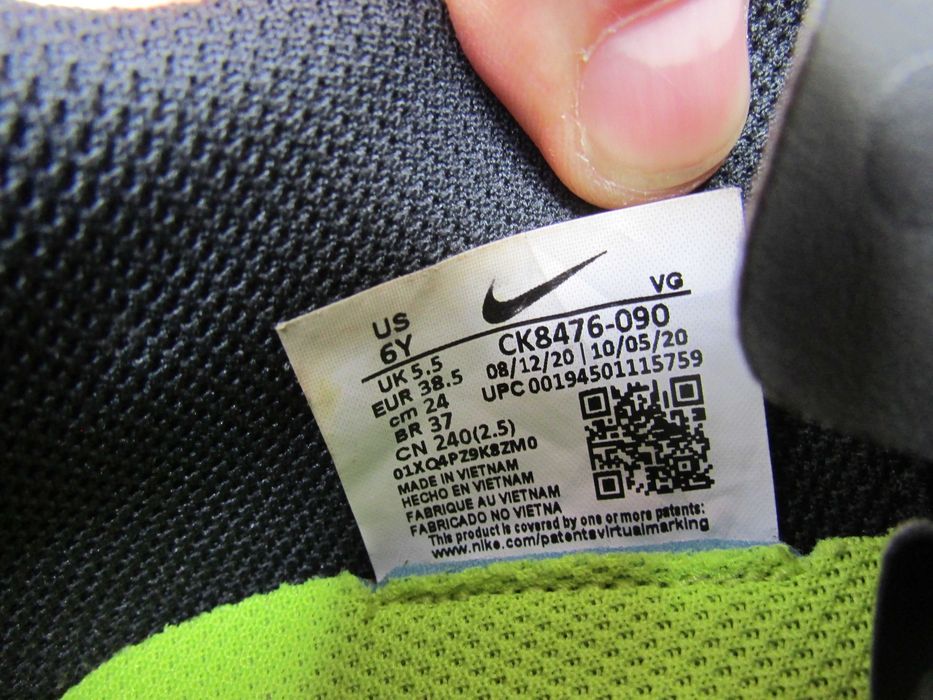 US
6Y
VG
UK 5.5
EUR 38.5
cm 24
BR 37
CN 240(2.5)
CK8476-090
08/12/20 | 10/05/20
UPC 00194501115759
01XQ4PZ9K8ZM0
MADE IN VIETNAM
HECHO EN VIETNAM
FABRIQUE AU VIETNAM
FABRICADO NO VIETNA
This product is covered by one or more patents:
www.nike.com/patentsvirtualmarking